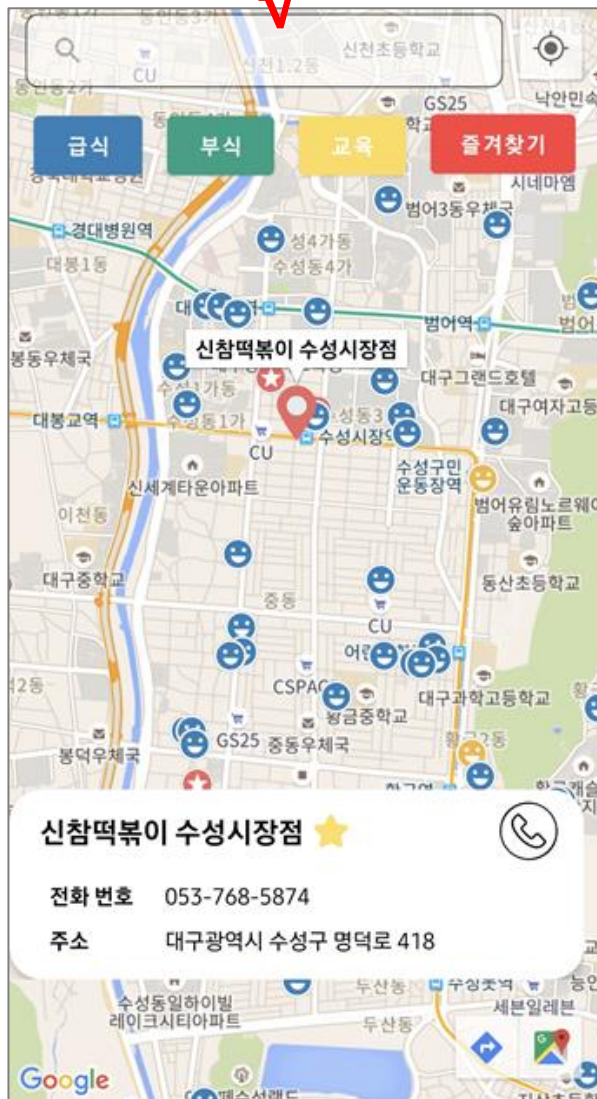 신천초등학교
CU
신천1.2동
GS25
급식
부식
교육
즐겨찾기
시네마엠
범어3동우체국
경대병원역
성4가동
대봉1동
수성동4가
범어역
신참떡볶이 수성시장점
봉동우체국
대구그랜드호텔
대구여자고등
대봉교역
수성동1가
CU
수성시장역
수성구민
운동장역
신세계타운아파트
범어유림노르웨이
숲아파트
이천동
대구중학교
동산초등학교
중동
CU
CSPAC
대구과학고등학교
황금중학교
GS25
중동우체국
봉덕우체국
신참떡볶이 수성시장점
전화 번호 053-768-5874
주소 대구광역시 수성구 명덕로 418
두산동
수성못역
수성동일하이빌
레이크시티아파트
세븐일레븐
두산동
Google